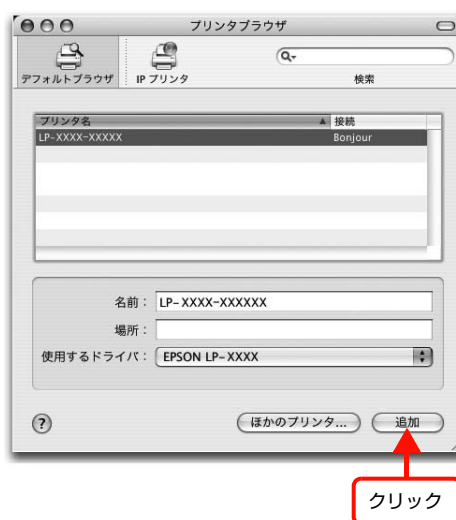 プリンタブラウザ
デフォルトブラウザ
IP プリンタ
検索
プリンタ名
接続
LP-XXXX-XXXXX
Bonjour
名前： LP-XXXX-XXXXXX
場所：
使用するドライバ： EPSON LP-XXXX
?
ほかのプリンタ...
追加
クリック